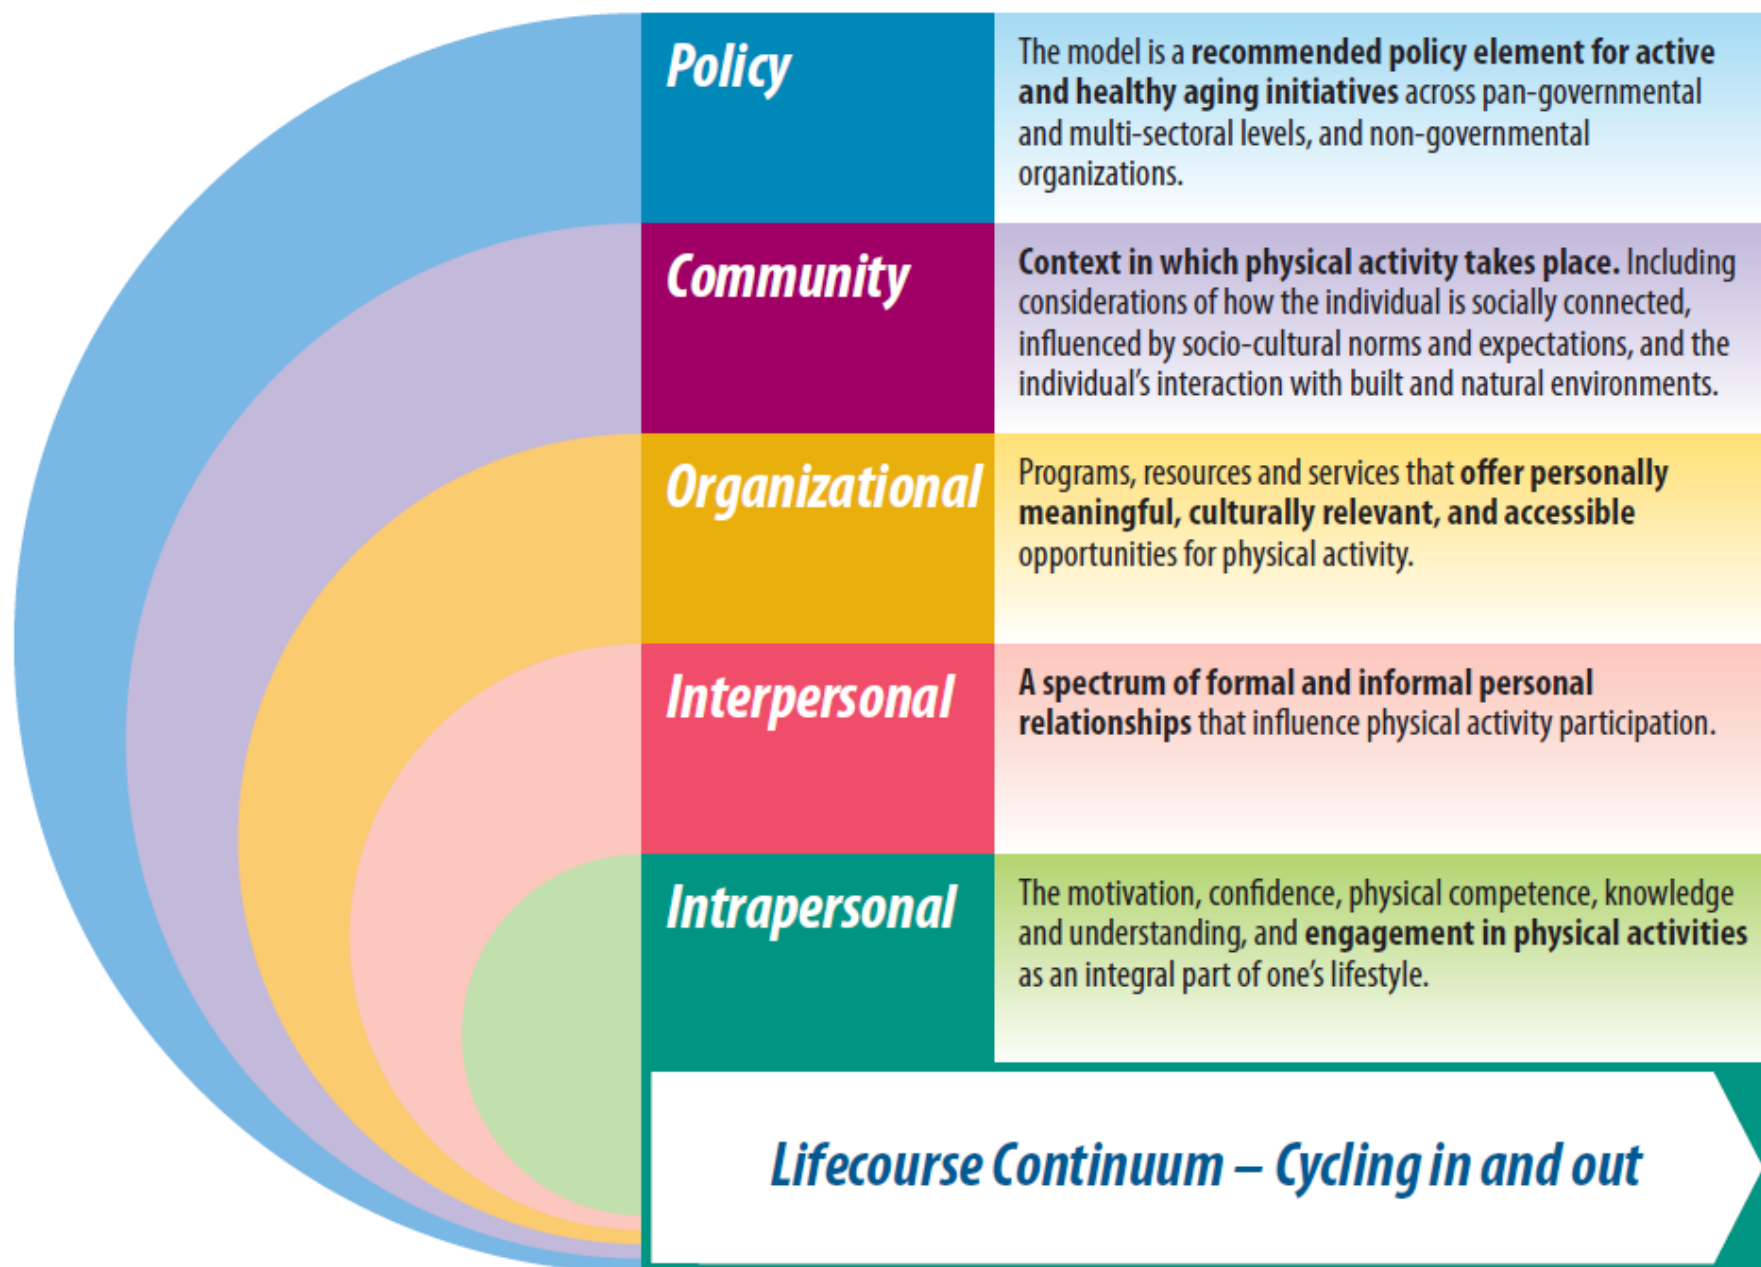 Policy
The model is a recommended policy element for active
and healthy aging initiatives across pan-governmental
and multi-sectoral levels, and non-governmental
organizations.
Community
Context in which physical activity takes place. Including
considerations of how the individual is socially connected,
influenced by socio-cultural norms and expectations, and the
individual’s interaction with built and natural environments.
Organizational
Programs, resources and services that offer personally
meaningful, culturally relevant, and accessible
opportunities for physical activity.
Interpersonal
A spectrum of formal and informal personal
relationships that influence physical activity participation.
Intrapersonal
The motivation, confidence, physical competence, knowledge
and understanding, and engagement in physical activities
as an integral part of one’s lifestyle.
Lifecourse Continuum – Cycling in and out